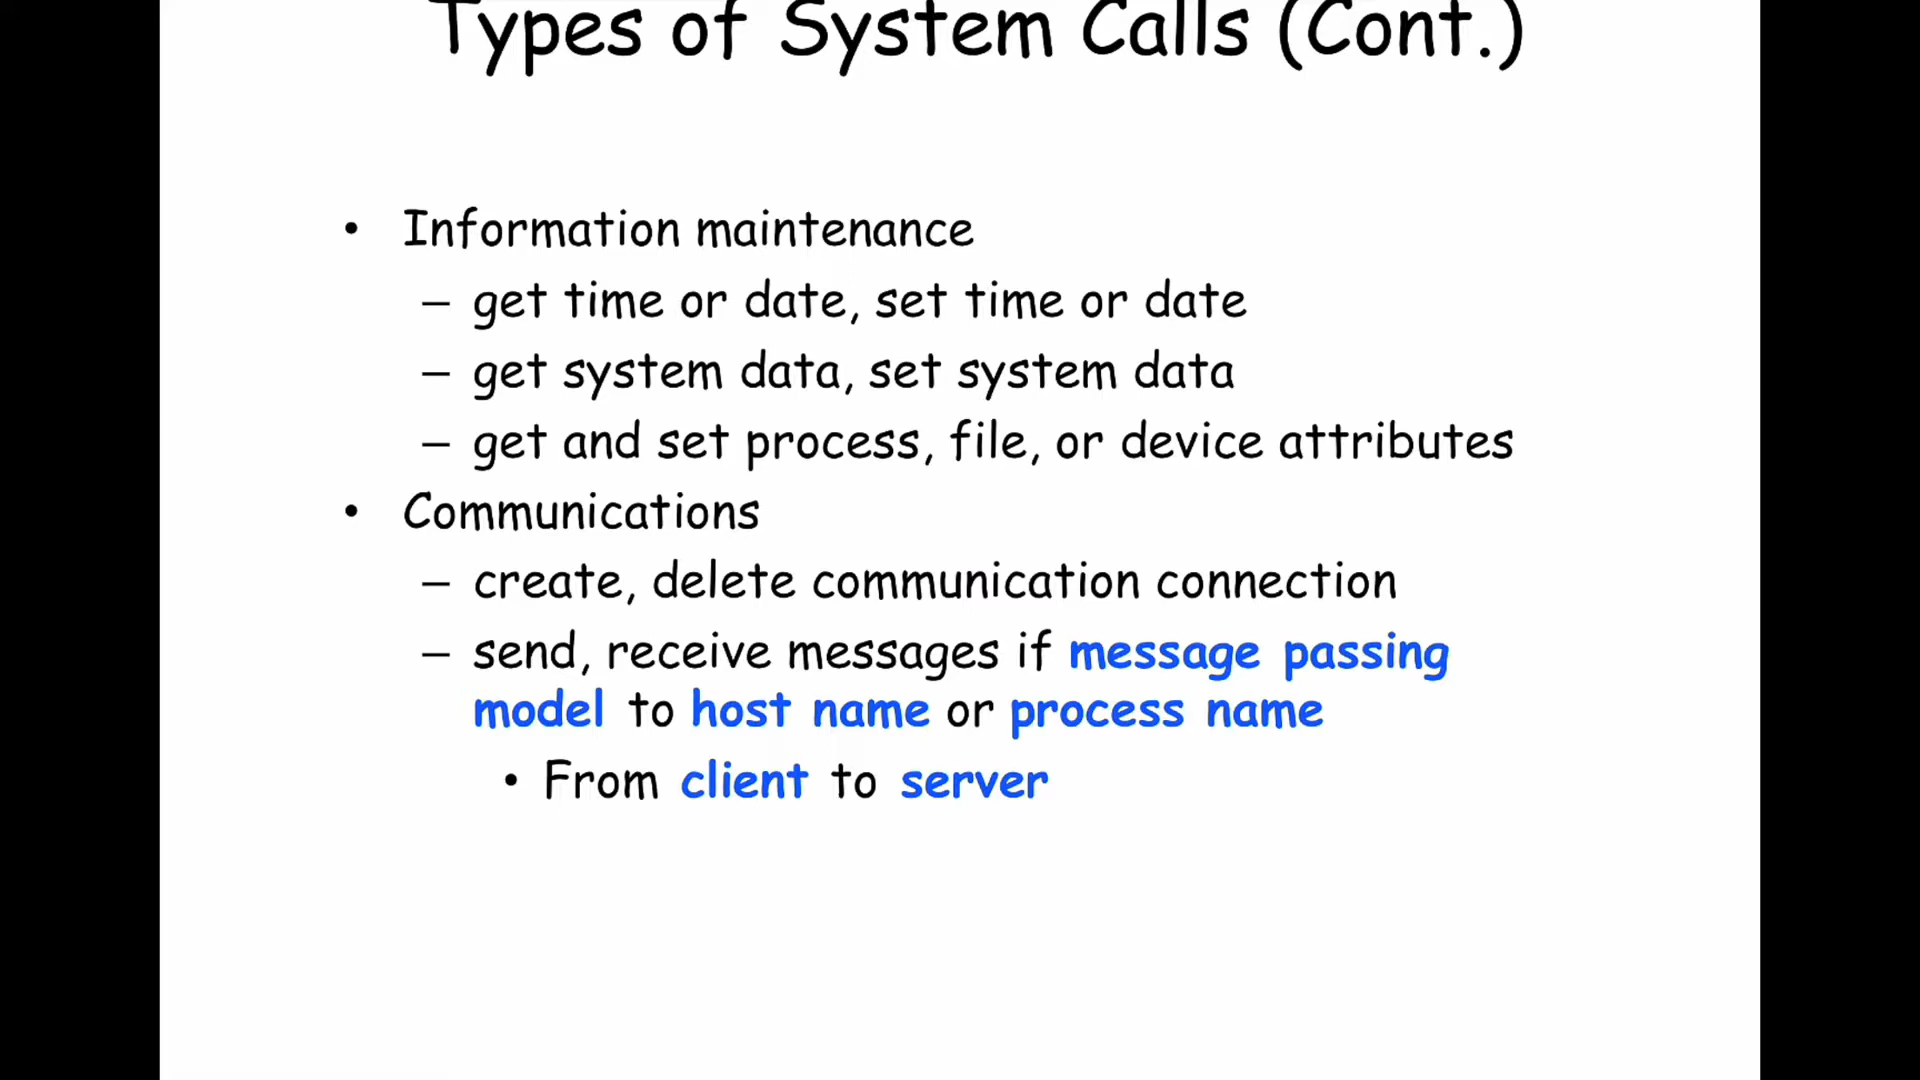 Types of System Calls (Cont.)
• Information maintenance
– get time or date, set time or date
– get system data, set system data
– get and set process, file, or device attributes
• Communications
– create, delete communication connection
– send, receive messages if message passing
model to host name or process name
• From client to server